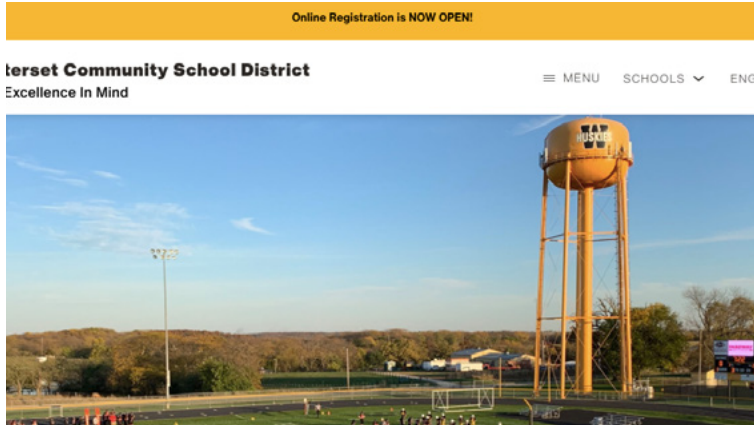 Online Registration is NOW OPEN!
terset Community School District
Excellence In Mind
MENU
SCHOOLS
ENG
W
HUSKIES